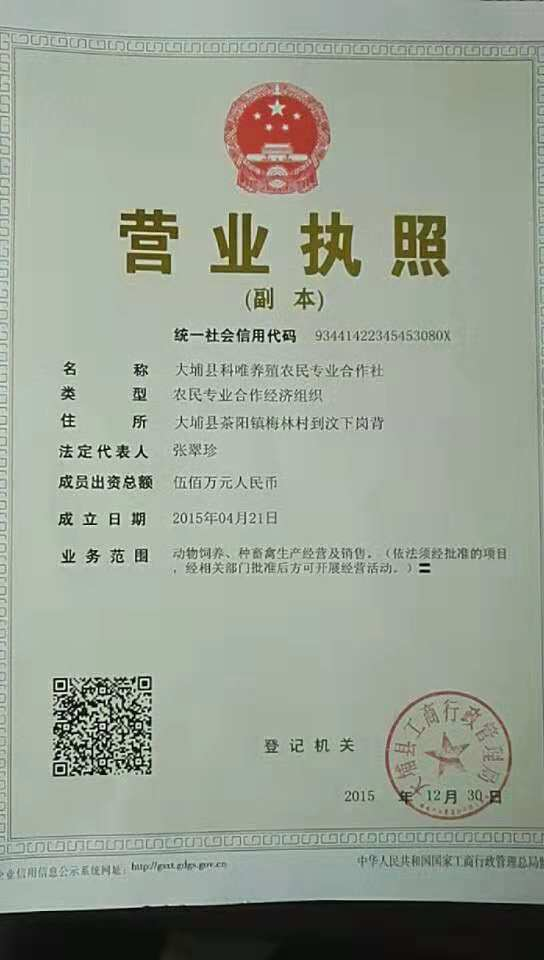 营业执照
(副 本)
统一社会信用代码 93441422345453080X
名 称 大埔县科唯养殖农民专业合作社
类 型 农民专业合作经济组织
住 所 大埔县茶阳镇梅林村到汶下岗背
法定代表人 张翠珍
成员出资总额 伍佰万元人民币
成立日期 2015年04月21日
业务范围 动物饲养、种畜禽生产经营及销售。（依法须经批准的项目
，经相关部门批准后方可开展经营活动。）〓
大埔县工商行政管理局
登记机关
2015 年 12 月 30 日
企业信用信息公示系统网址: http://gsxt.gdgs.gov.cn
中华人民共和国国家工商行政管理总局